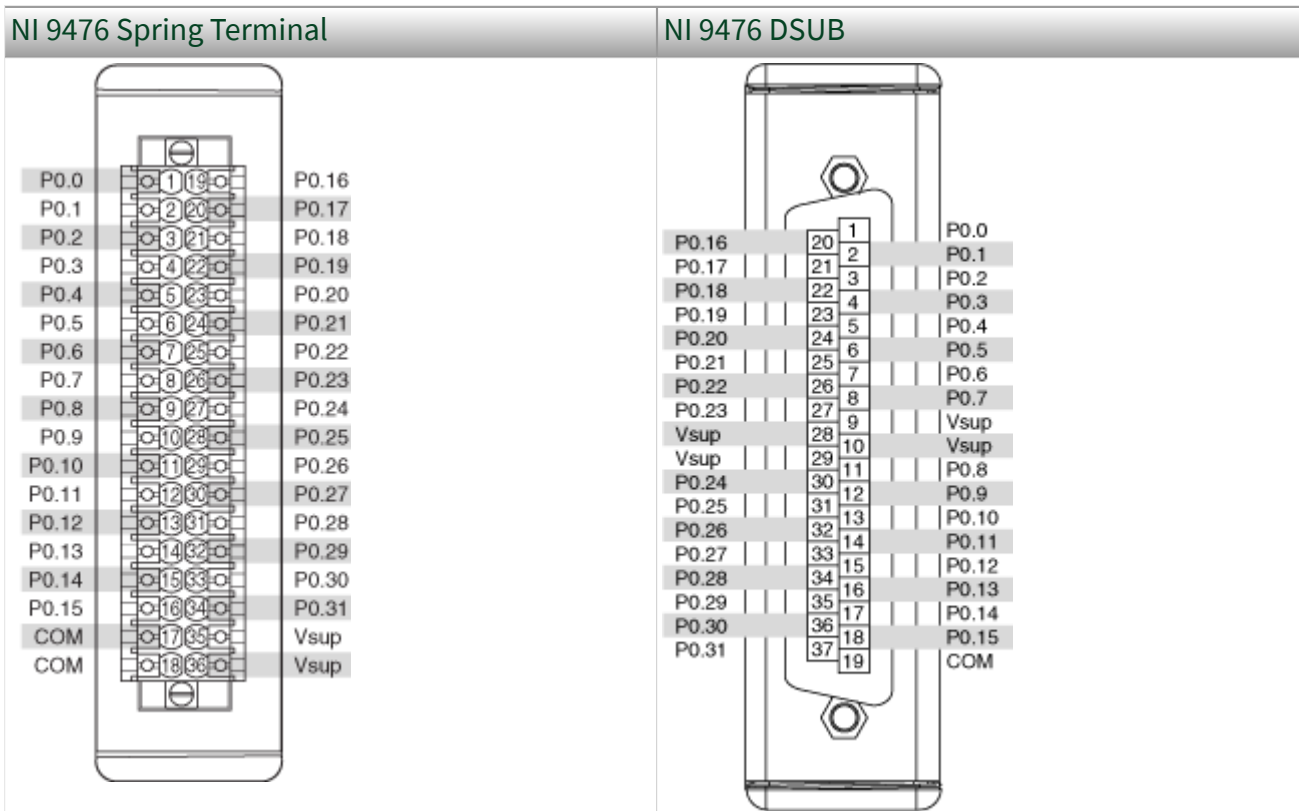 NI 9476 Spring Terminal
NI 9476 DSUB
P0.0 1 19 P0.16
P0.1 2 20 P0.17
P0.2 3 21 P0.18
P0.3 4 22 P0.19
P0.4 5 23 P0.20
P0.5 6 24 P0.21
P0.6 7 25 P0.22
P0.7 8 26 P0.23
P0.8 9 27 P0.24
P0.9 10 28 P0.25
P0.10 11 29 P0.26
P0.11 12 30 P0.27
P0.12 13 31 P0.28
P0.13 14 32 P0.29
P0.14 15 33 P0.30
P0.15 16 34 P0.31
COM 17 35 Vsup
COM 18 36 Vsup
1 P0.0
P0.16 20
2 P0.1
P0.17 21
3 P0.2
P0.18 22
4 P0.3
P0.19 23
5 P0.4
P0.20 24
6 P0.5
P0.21 25
7 P0.6
P0.22 26
8 P0.7
P0.23 27
9 Vsup
Vsup 28
10 Vsup
Vsup 29
11 P0.8
P0.24 30
12 P0.9
P0.25 31
13 P0.10
P0.26 32
14 P0.11
P0.27 33
15 P0.12
P0.28 34
16 P0.13
P0.29 35
17 P0.14
P0.30 36
18 P0.15
P0.31 37
19 COM